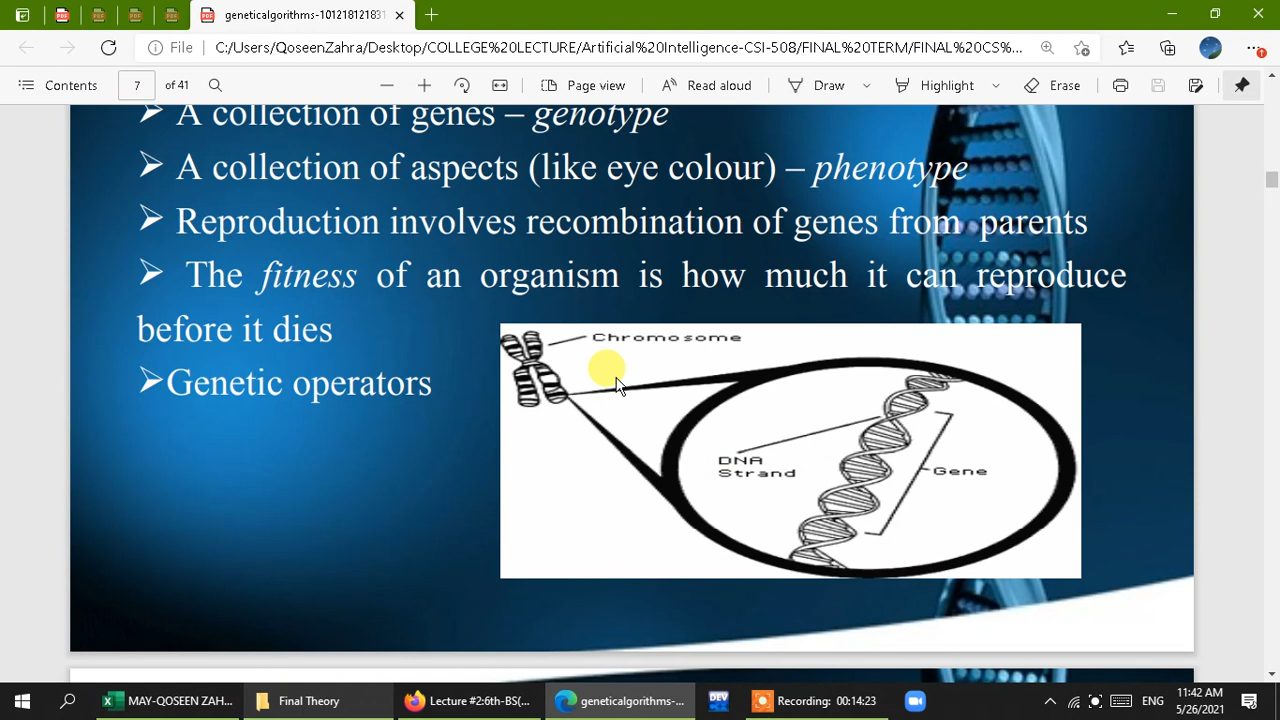 geneticalgorithms-101218121831
File
C:/Users/QoseenZahra/Desktop/COLLEGE%20LECTURE/Artificial%20Intelligence-CSI-508/FINAL%20TERM/FINAL%20CS%...
Contents
7
of 41
Page view
Read aloud
Draw
Highlight
Erase
➢ A collection of genes – genotype
➢ A collection of aspects (like eye colour) – phenotype
➢ Reproduction involves recombination of genes from parents
➢ The fitness of an organism is how much it can reproduce
before it dies
➢Genetic operators
Chromosome
DNA
Strand
Gene
MAY-QOSEEN ZAH...
Final Theory
Lecture #2:6th-BS(...
geneticalgorithms-...
DEV
Recording: 00:14:23
ENG
11:42 AM
5/26/2021